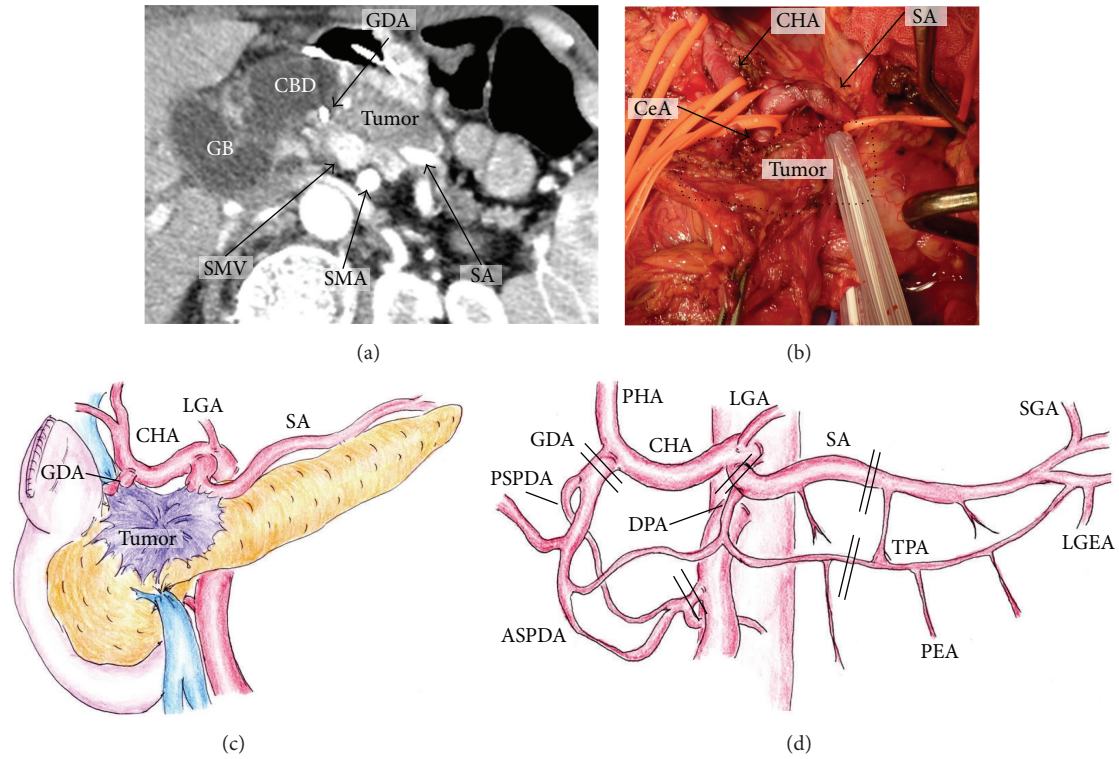 GDA
CBD
Tumor
GB
SMV
SMA
SA
(a)
CHA
SA
CeA
Tumor
(b)
LGA
SA
CHA
GDA
Tumor
(c)
PHA
LGA
SGA
GDA
CHA
SA
PSPDA
DPA
TPA
LGEA
ASPDA
PEA
(d)